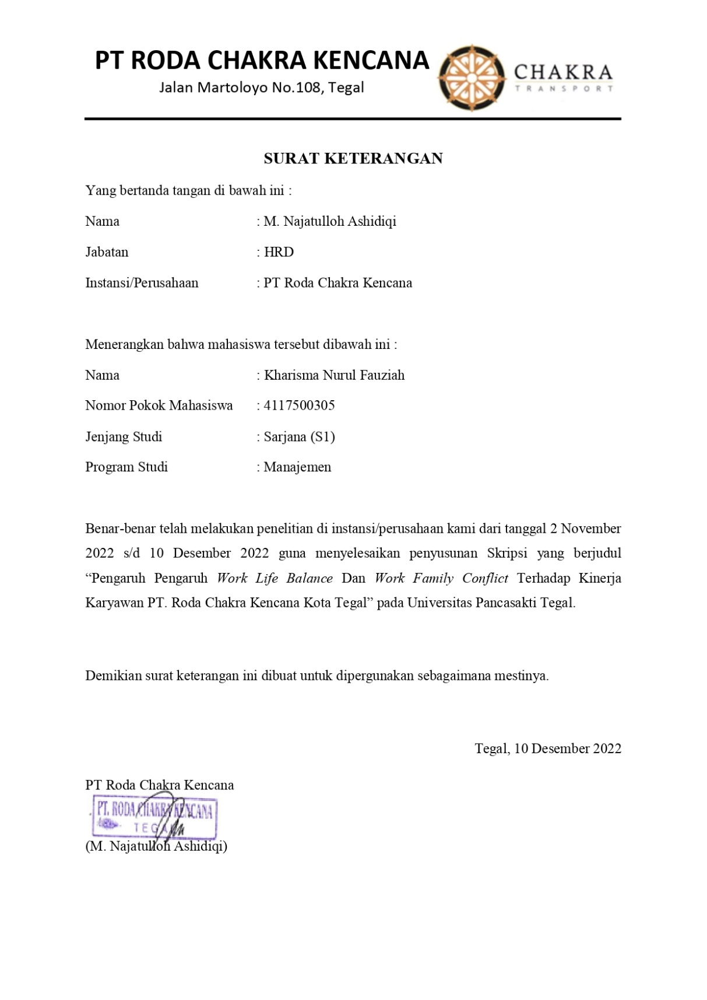 PT RODA CHAKRA KENCANA
Jalan Martoloyo No.108, Tegal
CHAKRA
TRANSPORT
SURAT KETERANGAN
Yang bertanda tangan di bawah ini :
Nama : M. Najatulloh Ashidiqi
Jabatan : HRD
Instansi/Perusahaan : PT Roda Chakra Kencana
Menerangkan bahwa mahasiswa tersebut dibawah ini :
Nama : Kharisma Nurul Fauziah
Nomor Pokok Mahasiswa : 4117500305
Jenjang Studi : Sarjana (S1)
Program Studi : Manajemen
Benar-benar telah melakukan penelitian di instansi/perusahaan kami dari tanggal 2 November
2022 s/d 10 Desember 2022 guna menyelesaikan penyusunan Skripsi yang berjudul
“Pengaruh Pengaruh Work Life Balance Dan Work Family Conflict Terhadap Kinerja
Karyawan PT. Roda Chakra Kencana Kota Tegal” pada Universitas Pancasakti Tegal.
Demikian surat keterangan ini dibuat untuk dipergunakan sebagaimana mestinya.
Tegal, 10 Desember 2022
PT Roda Chakra Kencana
PT. RODA CHAKRA KENCANA
TEGAL
(M. Najatulloh Ashidiqi)